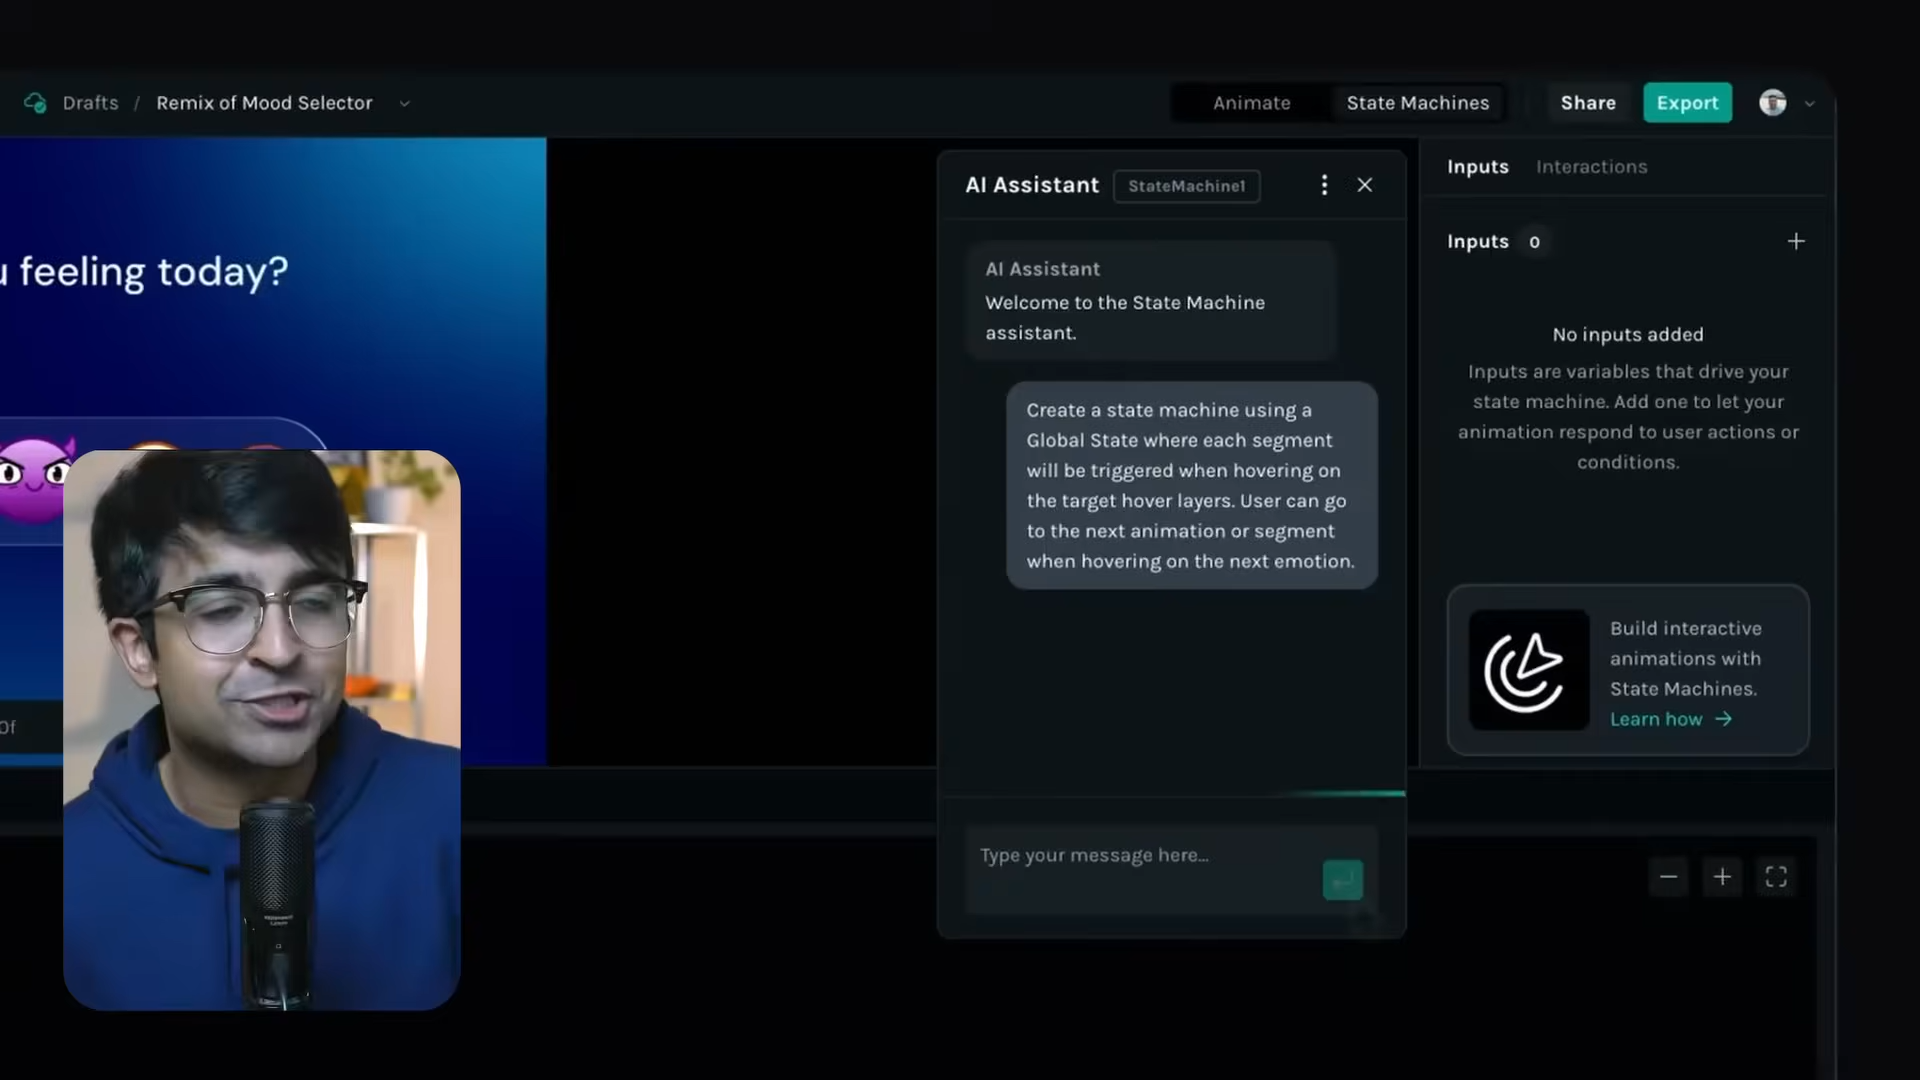 Drafts / Remix of Mood Selector
Animate
State Machines
Share
Export
feeling today?
Of
AI Assistant
StateMachine1
AI Assistant
Welcome to the State Machine
assistant.
Create a state machine using a
Global State where each segment
will be triggered when hovering on
the target hover layers. User can go
to the next animation or segment
when hovering on the next emotion.
Type your message here...
Inputs
Interactions
Inputs 0
No inputs added
Inputs are variables that drive your
state machine. Add one to let your
animation respond to user actions or
conditions.
Build interactive
animations with
State Machines.
Learn how →